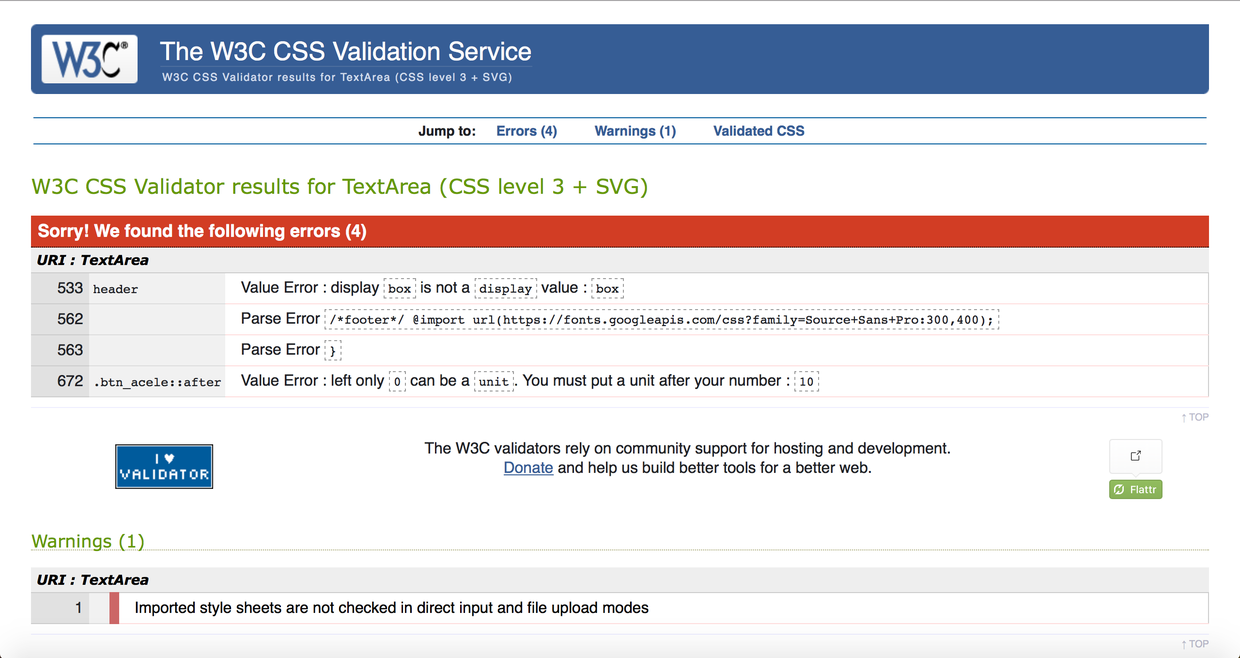 W3C®
The W3C CSS Validation Service
W3C CSS Validator results for TextArea (CSS level 3 + SVG)
Jump to: Errors (4) Warnings (1) Validated CSS
W3C CSS Validator results for TextArea (CSS level 3 + SVG)
Sorry! We found the following errors (4)
URI : TextArea
533 header Value Error : display box is not a display value : box
562 Parse Error /*footer*/ @import url(https://fonts.googleapis.com/css?family=Source+Sans+Pro:300,400);
563 Parse Error }
672 .btn_acele::after Value Error : left only 0 can be a unit. You must put a unit after your number : 10
↑ TOP
I ♥
VALIDATOR
The W3C validators rely on community support for hosting and development.
Donate and help us build better tools for a better web.
Flattr
Warnings (1)
URI : TextArea
1 Imported style sheets are not checked in direct input and file upload modes
↑ TOP